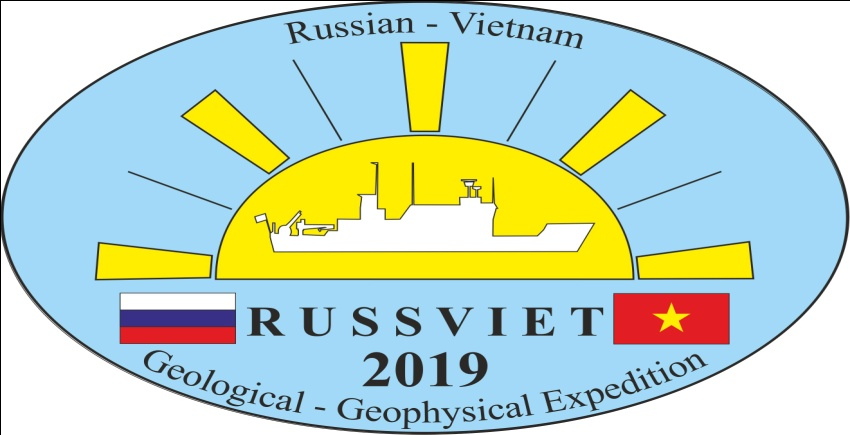 Russian - Vietnam
RUSSVIET
2019
Geological - Geophysical Expedition